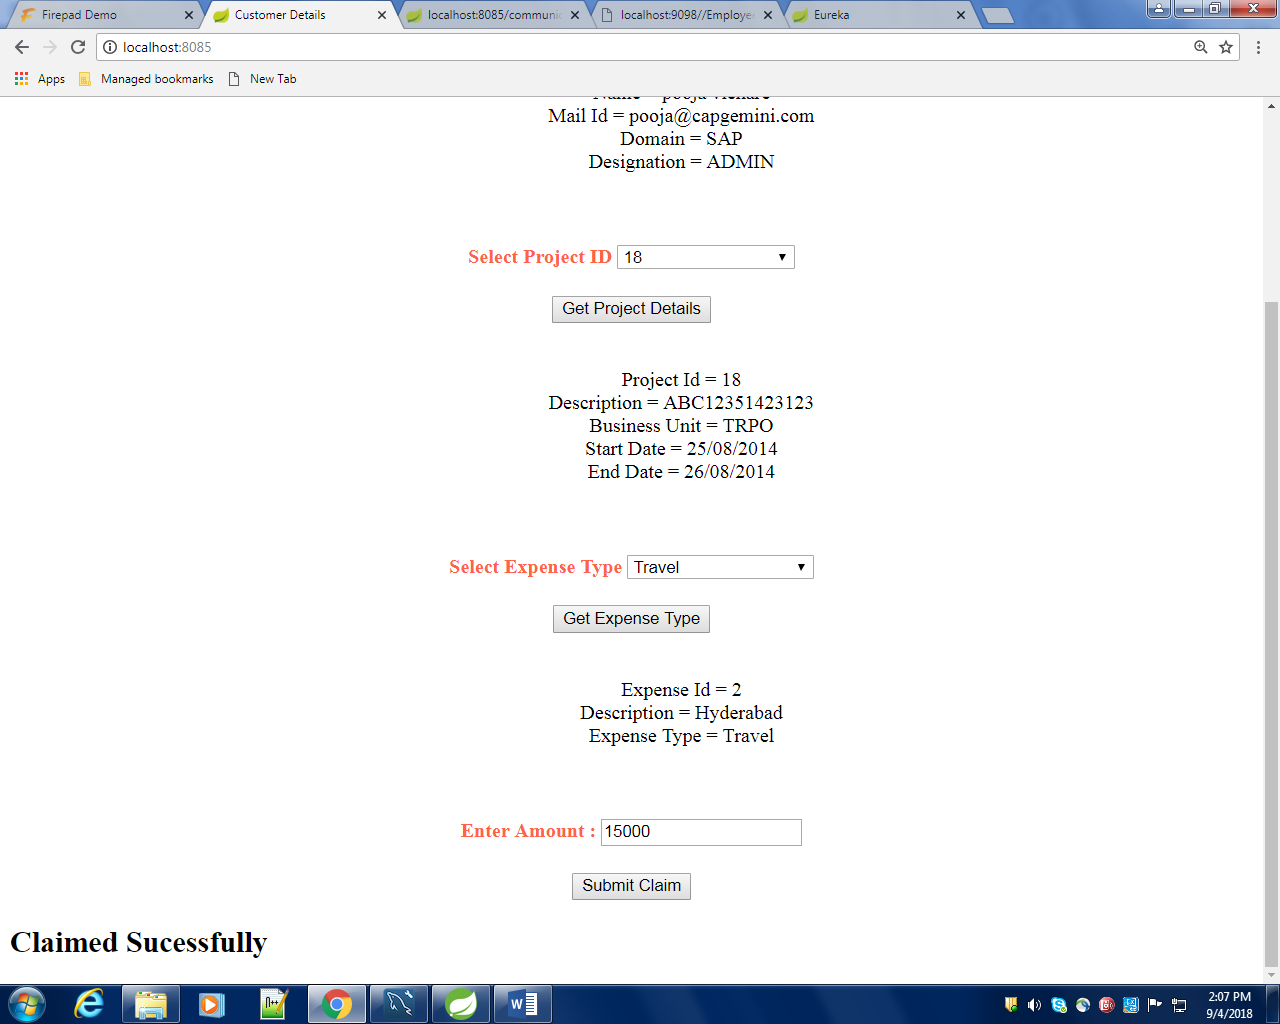 Firepad Demo
Customer Details
localhost:8085/communic
localhost:9098//Employe
Eureka
localhost:8085
Apps
Managed bookmarks
New Tab
Mail Id = pooja@capgemini.com
Domain = SAP
Designation = ADMIN
Select Project ID 18
Get Project Details
Project Id = 18
Description = ABC12351423123
Business Unit = TRPO
Start Date = 25/08/2014
End Date = 26/08/2014
Select Expense Type Travel
Get Expense Type
Expense Id = 2
Description = Hyderabad
Expense Type = Travel
Enter Amount : 15000
Submit Claim
Claimed Sucessfully
2:07 PM
9/4/2018